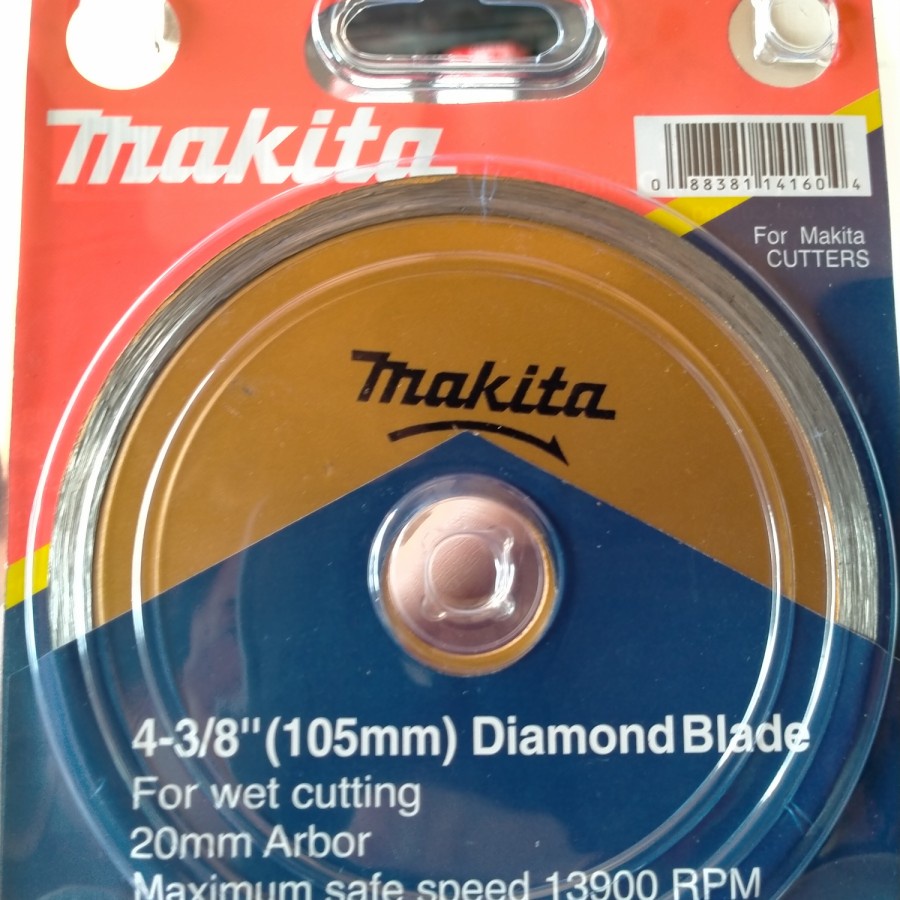 makita
0 88381 14160 4
For Makita
CUTTERS
makita
4-3/8"(105mm) Diamond Blade
For wet cutting
20mm Arbor
Maximum safe speed 13900 RPM